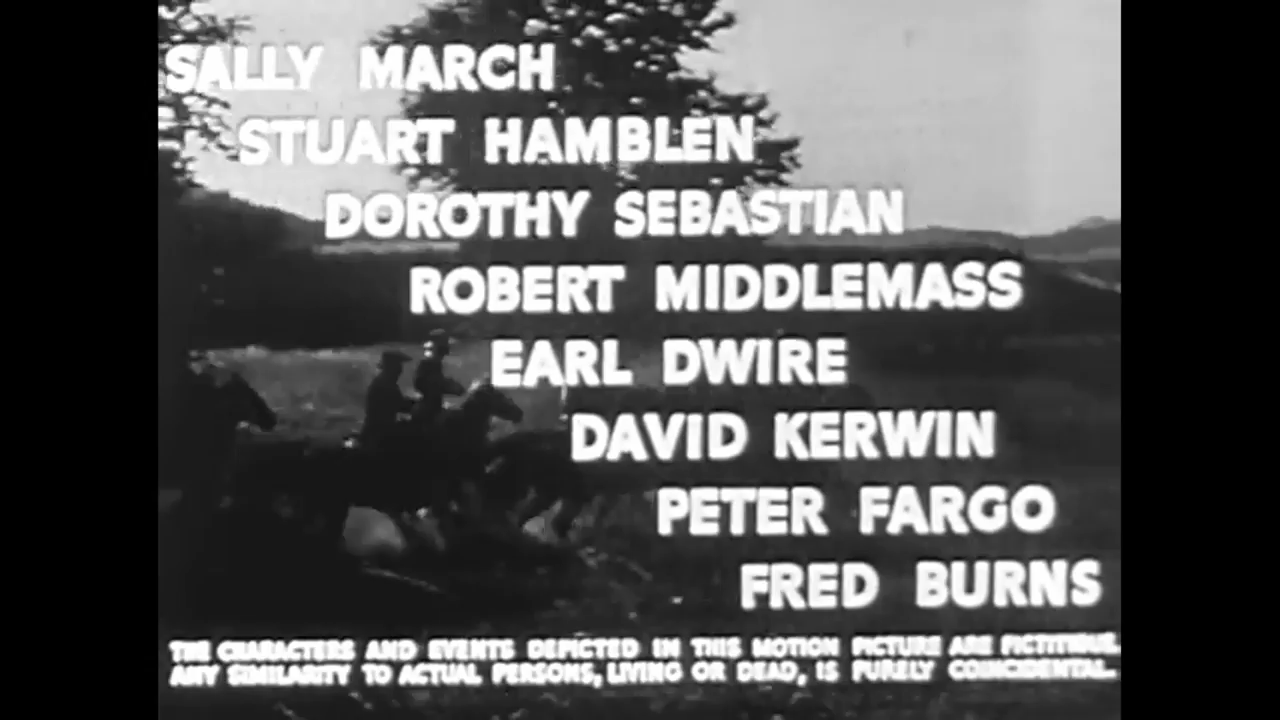 SALLY MARCH
STUART HAMBLEN
DOROTHY SEBASTIAN
ROBERT MIDDLEMASS
EARL DWIRE
DAVID KERWIN
PETER FARGO
FRED BURNS
THE CHARACTERS AND EVENTS DEPICTED IN THIS MOTION PICTURE ARE FICTITIOUS.
ANY SIMILARITY TO ACTUAL PERSONS, LIVING OR DEAD, IS PURELY COINCIDENTAL.